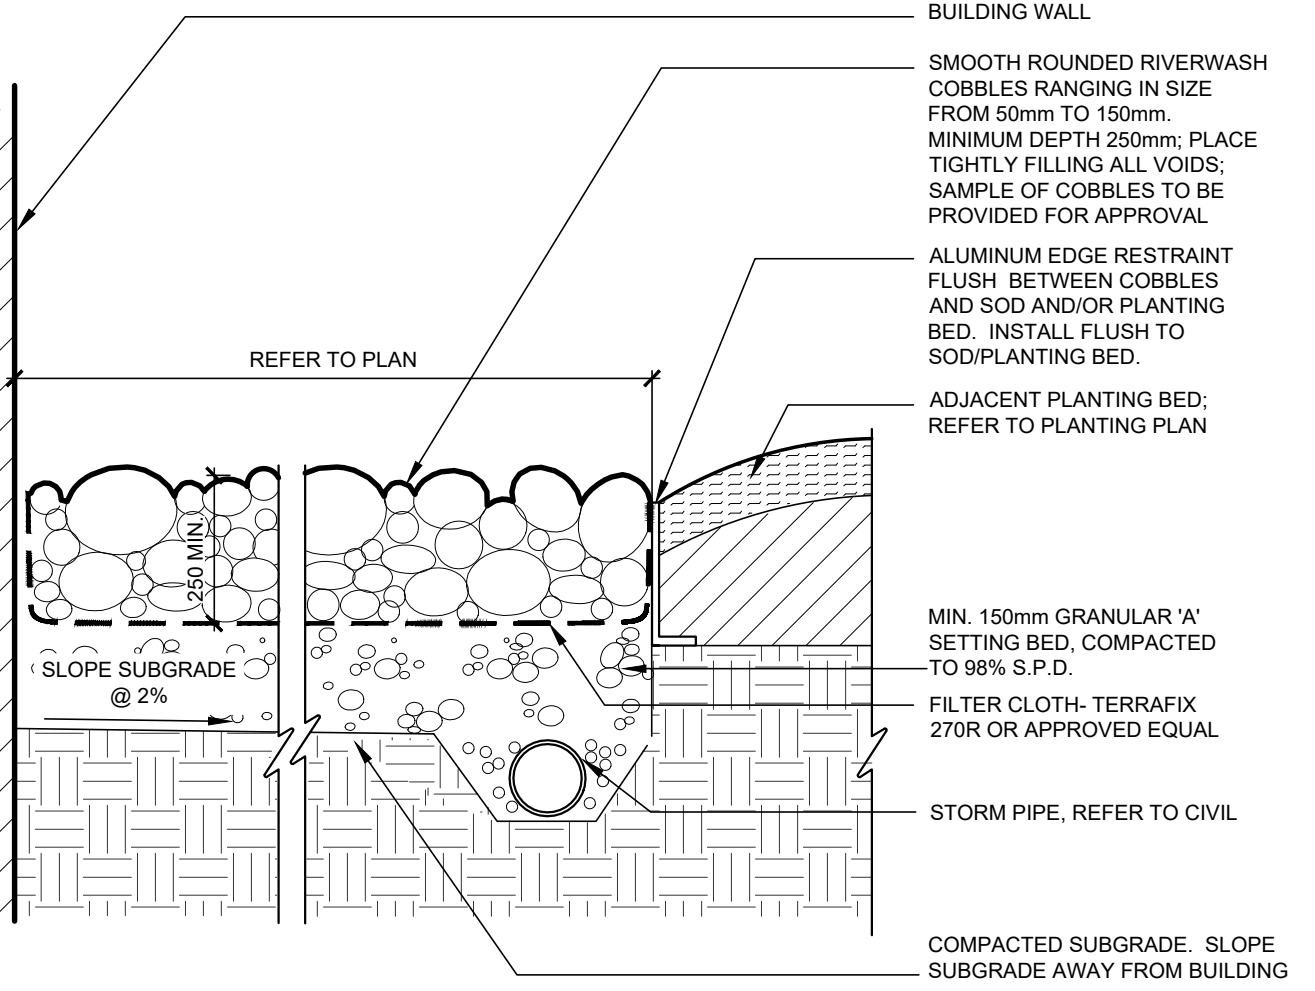 BUILDING WALL
SMOOTH ROUNDED RIVERWASH
COBBLES RANGING IN SIZE
FROM 50mm TO 150mm.
MINIMUM DEPTH 250mm; PLACE
TIGHTLY FILLING ALL VOIDS;
SAMPLE OF COBBLES TO BE
PROVIDED FOR APPROVAL
ALUMINUM EDGE RESTRAINT
FLUSH BETWEEN COBBLES
AND SOD AND/OR PLANTING
BED. INSTALL FLUSH TO
SOD/PLANTING BED.
REFER TO PLAN
ADJACENT PLANTING BED;
REFER TO PLANTING PLAN
250 MIN.
MIN. 150mm GRANULAR 'A'
SETTING BED, COMPACTED
TO 98% S.P.D.
SLOPE SUBGRADE
@ 2%
FILTER CLOTH- TERRAFIX
270R OR APPROVED EQUAL
STORM PIPE, REFER TO CIVIL
COMPACTED SUBGRADE. SLOPE
SUBGRADE AWAY FROM BUILDING